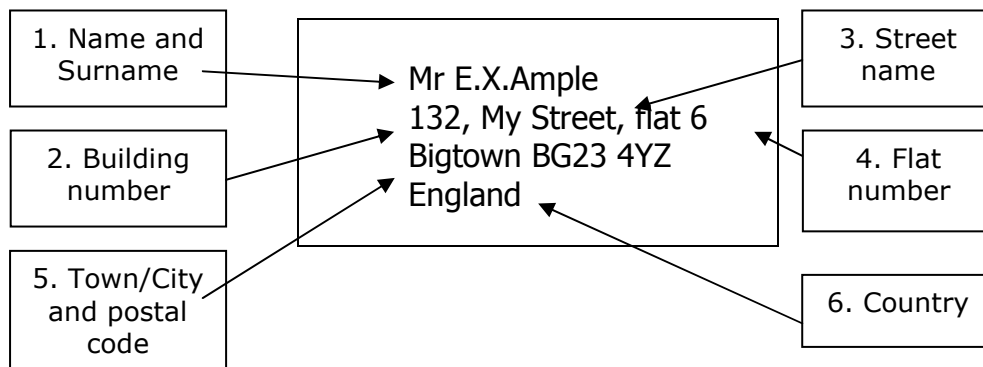 1. Name and
Surname
2. Building
number
5. Town/City
and postal
code
Mr E.X.Ample
132, My Street, flat 6
Bigtown BG23 4YZ
England
3. Street
name
4. Flat
number
6. Country